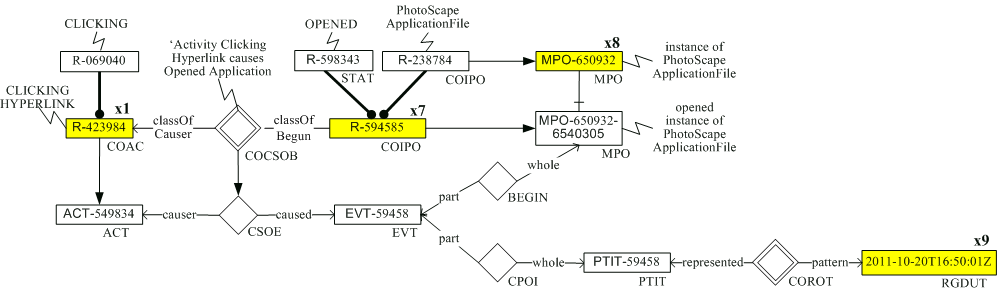 CLICKING
OPENED
PhotoScape
ApplicationFile
R-069040
'Activity Clicking
Hyperlink causes
Opened Application
R-598343
STAT
R-238784
COIPO
x8
MPO-650932
MPO
instance of
PhotoScape
ApplicationFile
CLICKING
HYPERLINK
x1
R-423984
COAC
classOf
Causer
COCSOB
classOf
Begun
x7
R-594585
COIPO
MPO-650932-
6540305
MPO
opened
instance of
PhotoScape
ApplicationFile
whole
BEGIN
part
ACT-549834
ACT
causer
CSOE
caused
EVT-59458
EVT
part
CPOI
whole
PTIT-59458
PTIT
represented
COROT
pattern
x9
2011-10-20T16:50:01Z
RGDUT